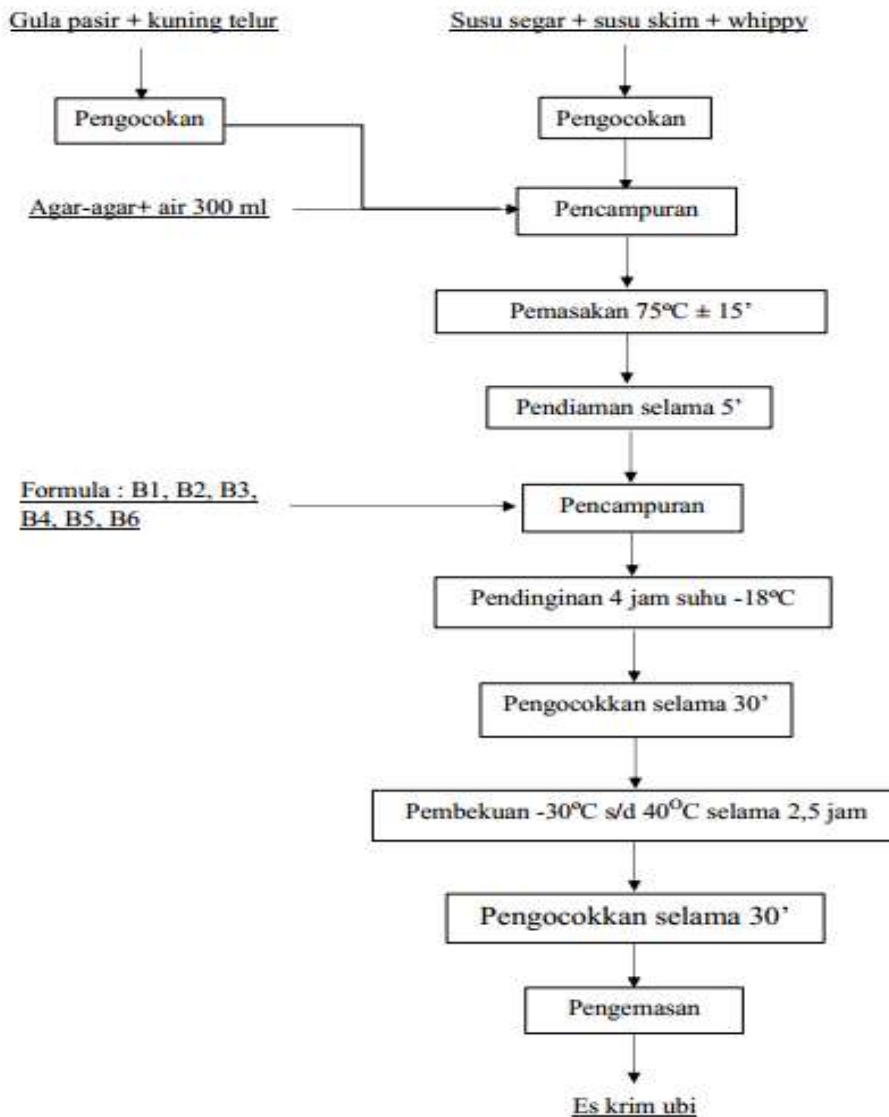 Gula pasir + kuning telur
Susu segar + susu skim + whippy
Pengocokan
Pengocokan
Agar-agar+ air 300 ml
Pencampuran
Pemasakan 75ºC ± 15’
Pendiaman selama 5’
Formula : B1, B2, B3,
B4, B5, B6
Pencampuran
Pendinginan 4 jam suhu -18ºC
Pengocokkan selama 30’
Pembekuan -30ºC s/d 40ºC selama 2,5 jam
Pengocokkan selama 30’
Pengemasan
Es krim ubi